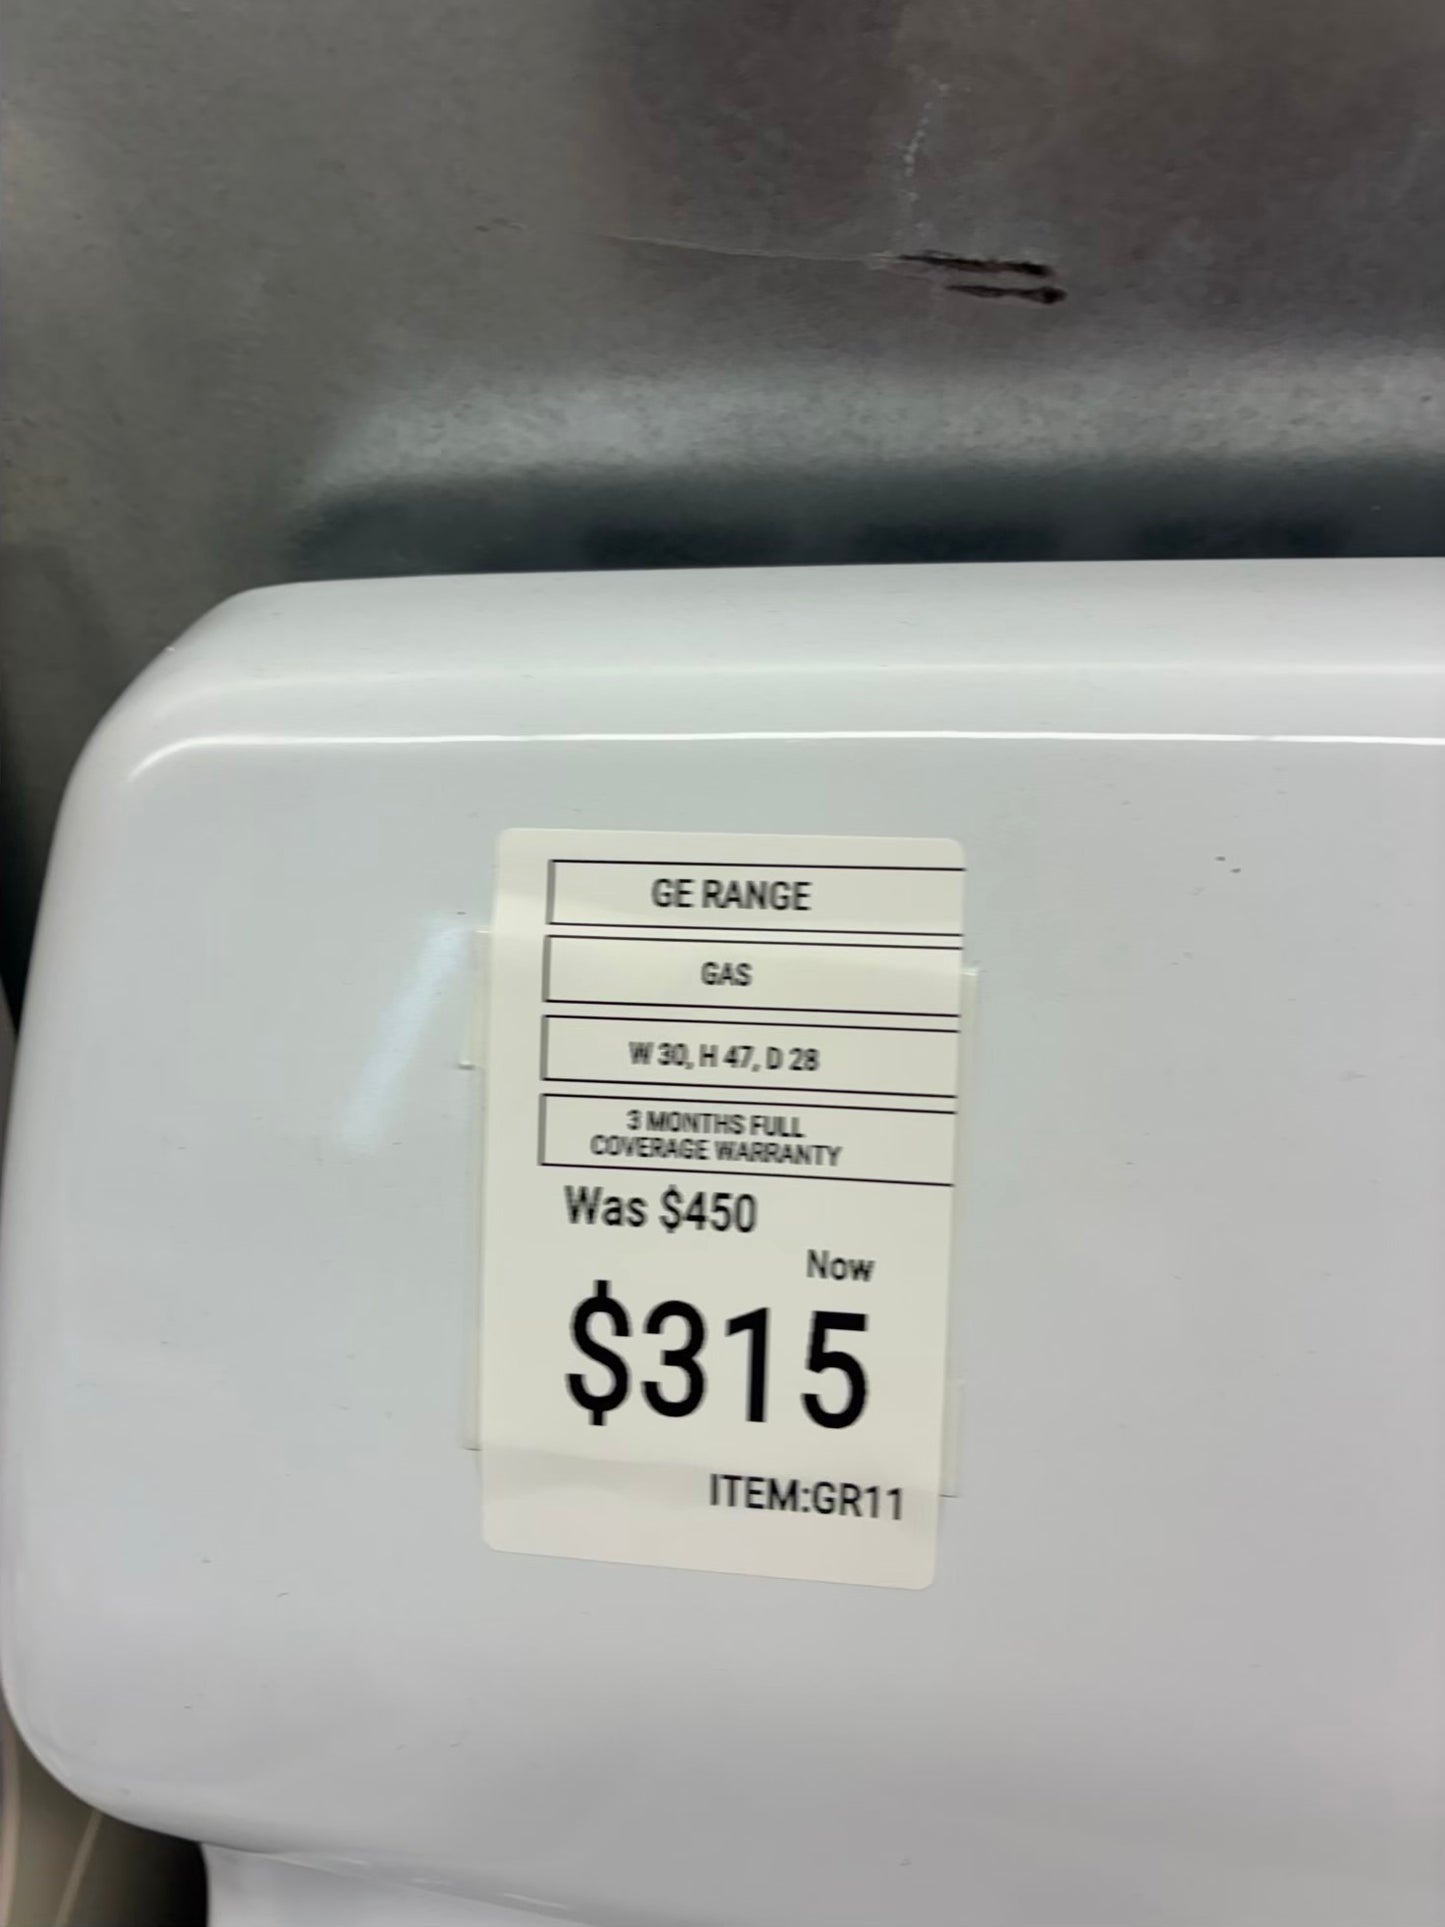 GE RANGE
GAS
W 30, H 47, D 28
3 MONTHS FULL
COVERAGE WARRANTY
Was $450
Now
$315
ITEM:GR11